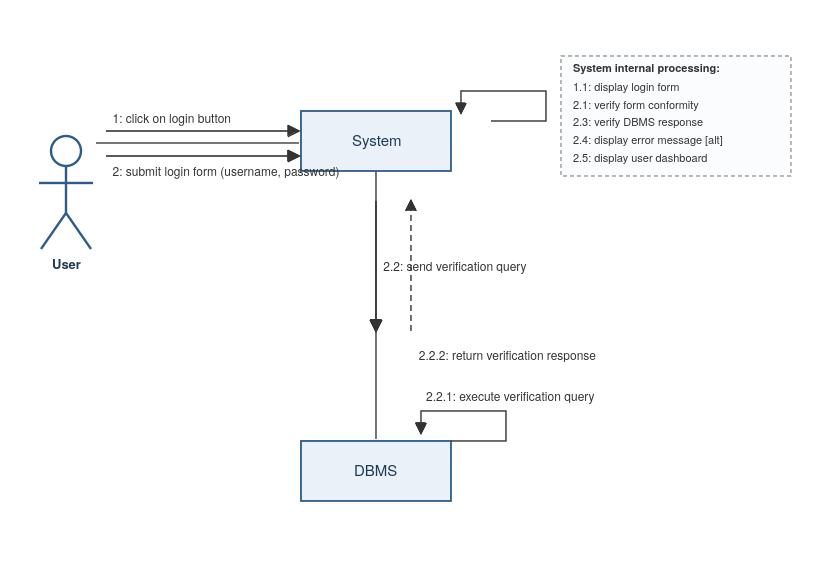 System internal processing:
1.1: display login form
2.1: verify form conformity
2.3: verify DBMS response
2.4: display error message [alt]
2.5: display user dashboard
1: click on login button
System
2: submit login form (username, password)
User
2.2: send verification query
2.2.2: return verification response
2.2.1: execute verification query
DBMS